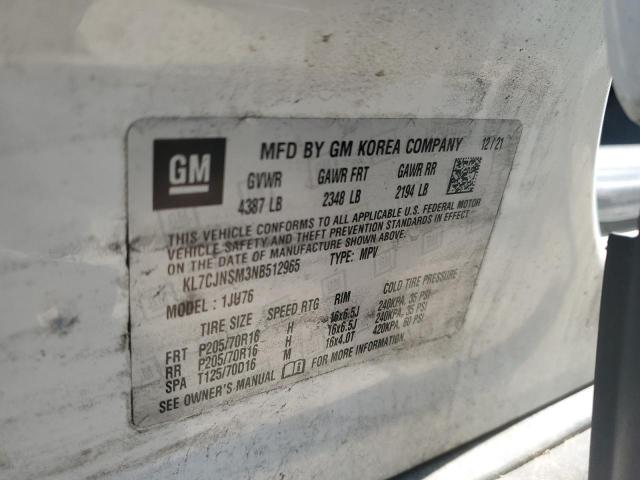 GM
MFD BY GM KOREA COMPANY 12/21
GVWR GAWR FRT GAWR RR
4387 LB 2348 LB 2194 LB
THIS VEHICLE CONFORMS TO ALL APPLICABLE U.S. FEDERAL MOTOR
VEHICLE SAFETY AND THEFT PREVENTION STANDARDS IN EFFECT
ON THE DATE OF MANUFACTURE SHOWN ABOVE.
KL7CJNSM3NB512965 TYPE: MPV
MODEL: 1JU76
TIRE SIZE SPEED RTG RIM COLD TIRE PRESSURE
FRT P205/70R16 H 16x6.5J 240KPA, 35 PSI
RR P205/70R16 H 16x6.5J 240KPA, 35 PSI
SPA T125/70D16 M 16x4.0T 420KPA, 60 PSI
SEE OWNER'S MANUAL FOR MORE INFORMATION.